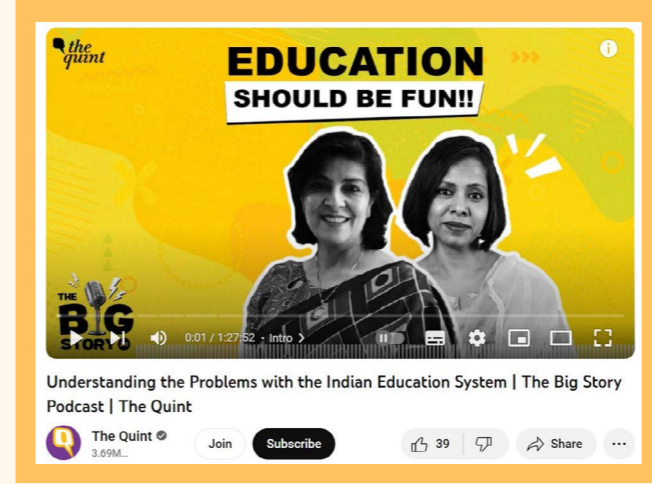 the
quint
EDUCATION
SHOULD BE FUN!!
THE
BIG
STORY
0:01 / 1:27:52 • Intro >
Understanding the Problems with the Indian Education System | The Big Story
Podcast | The Quint
The Quint
3.69M...
Join
Subscribe
39
Share